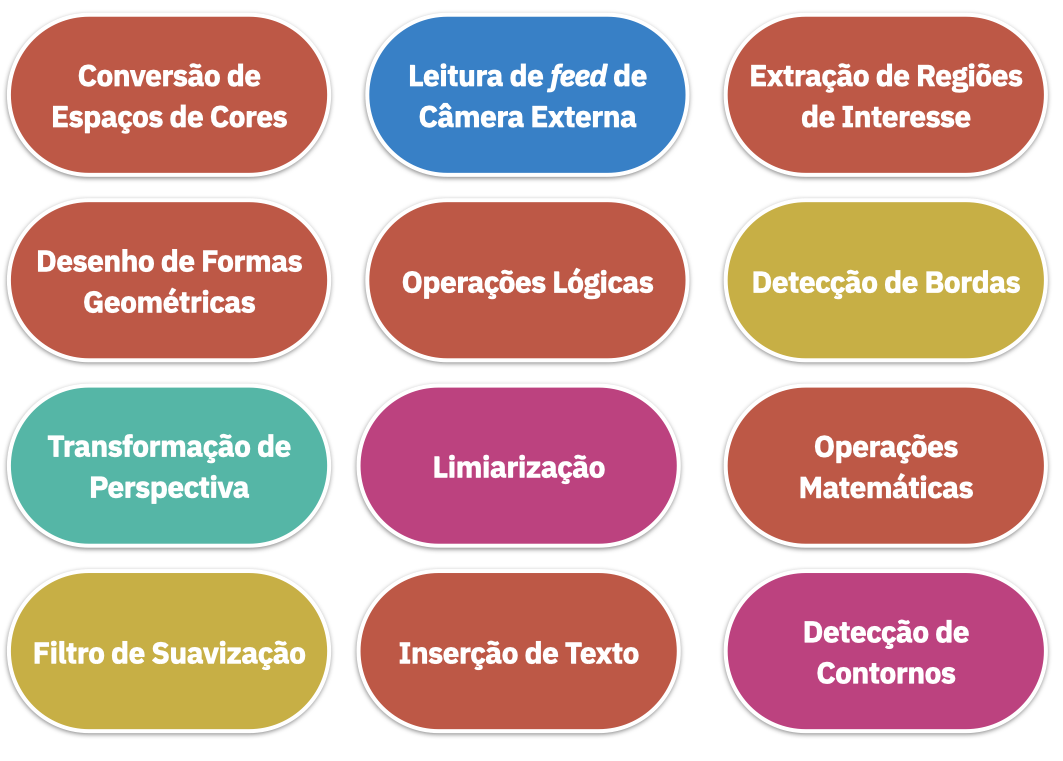 Conversão de
Espaços de Cores
Leitura de feed de
Câmera Externa
Extração de Regiões
de Interesse
Desenho de Formas
Geométricas
Operações Lógicas
Detecção de Bordas
Transformação de
Perspectiva
Limiarização
Operações
Matemáticas
Filtro de Suavização
Inserção de Texto
Detecção de
Contornos